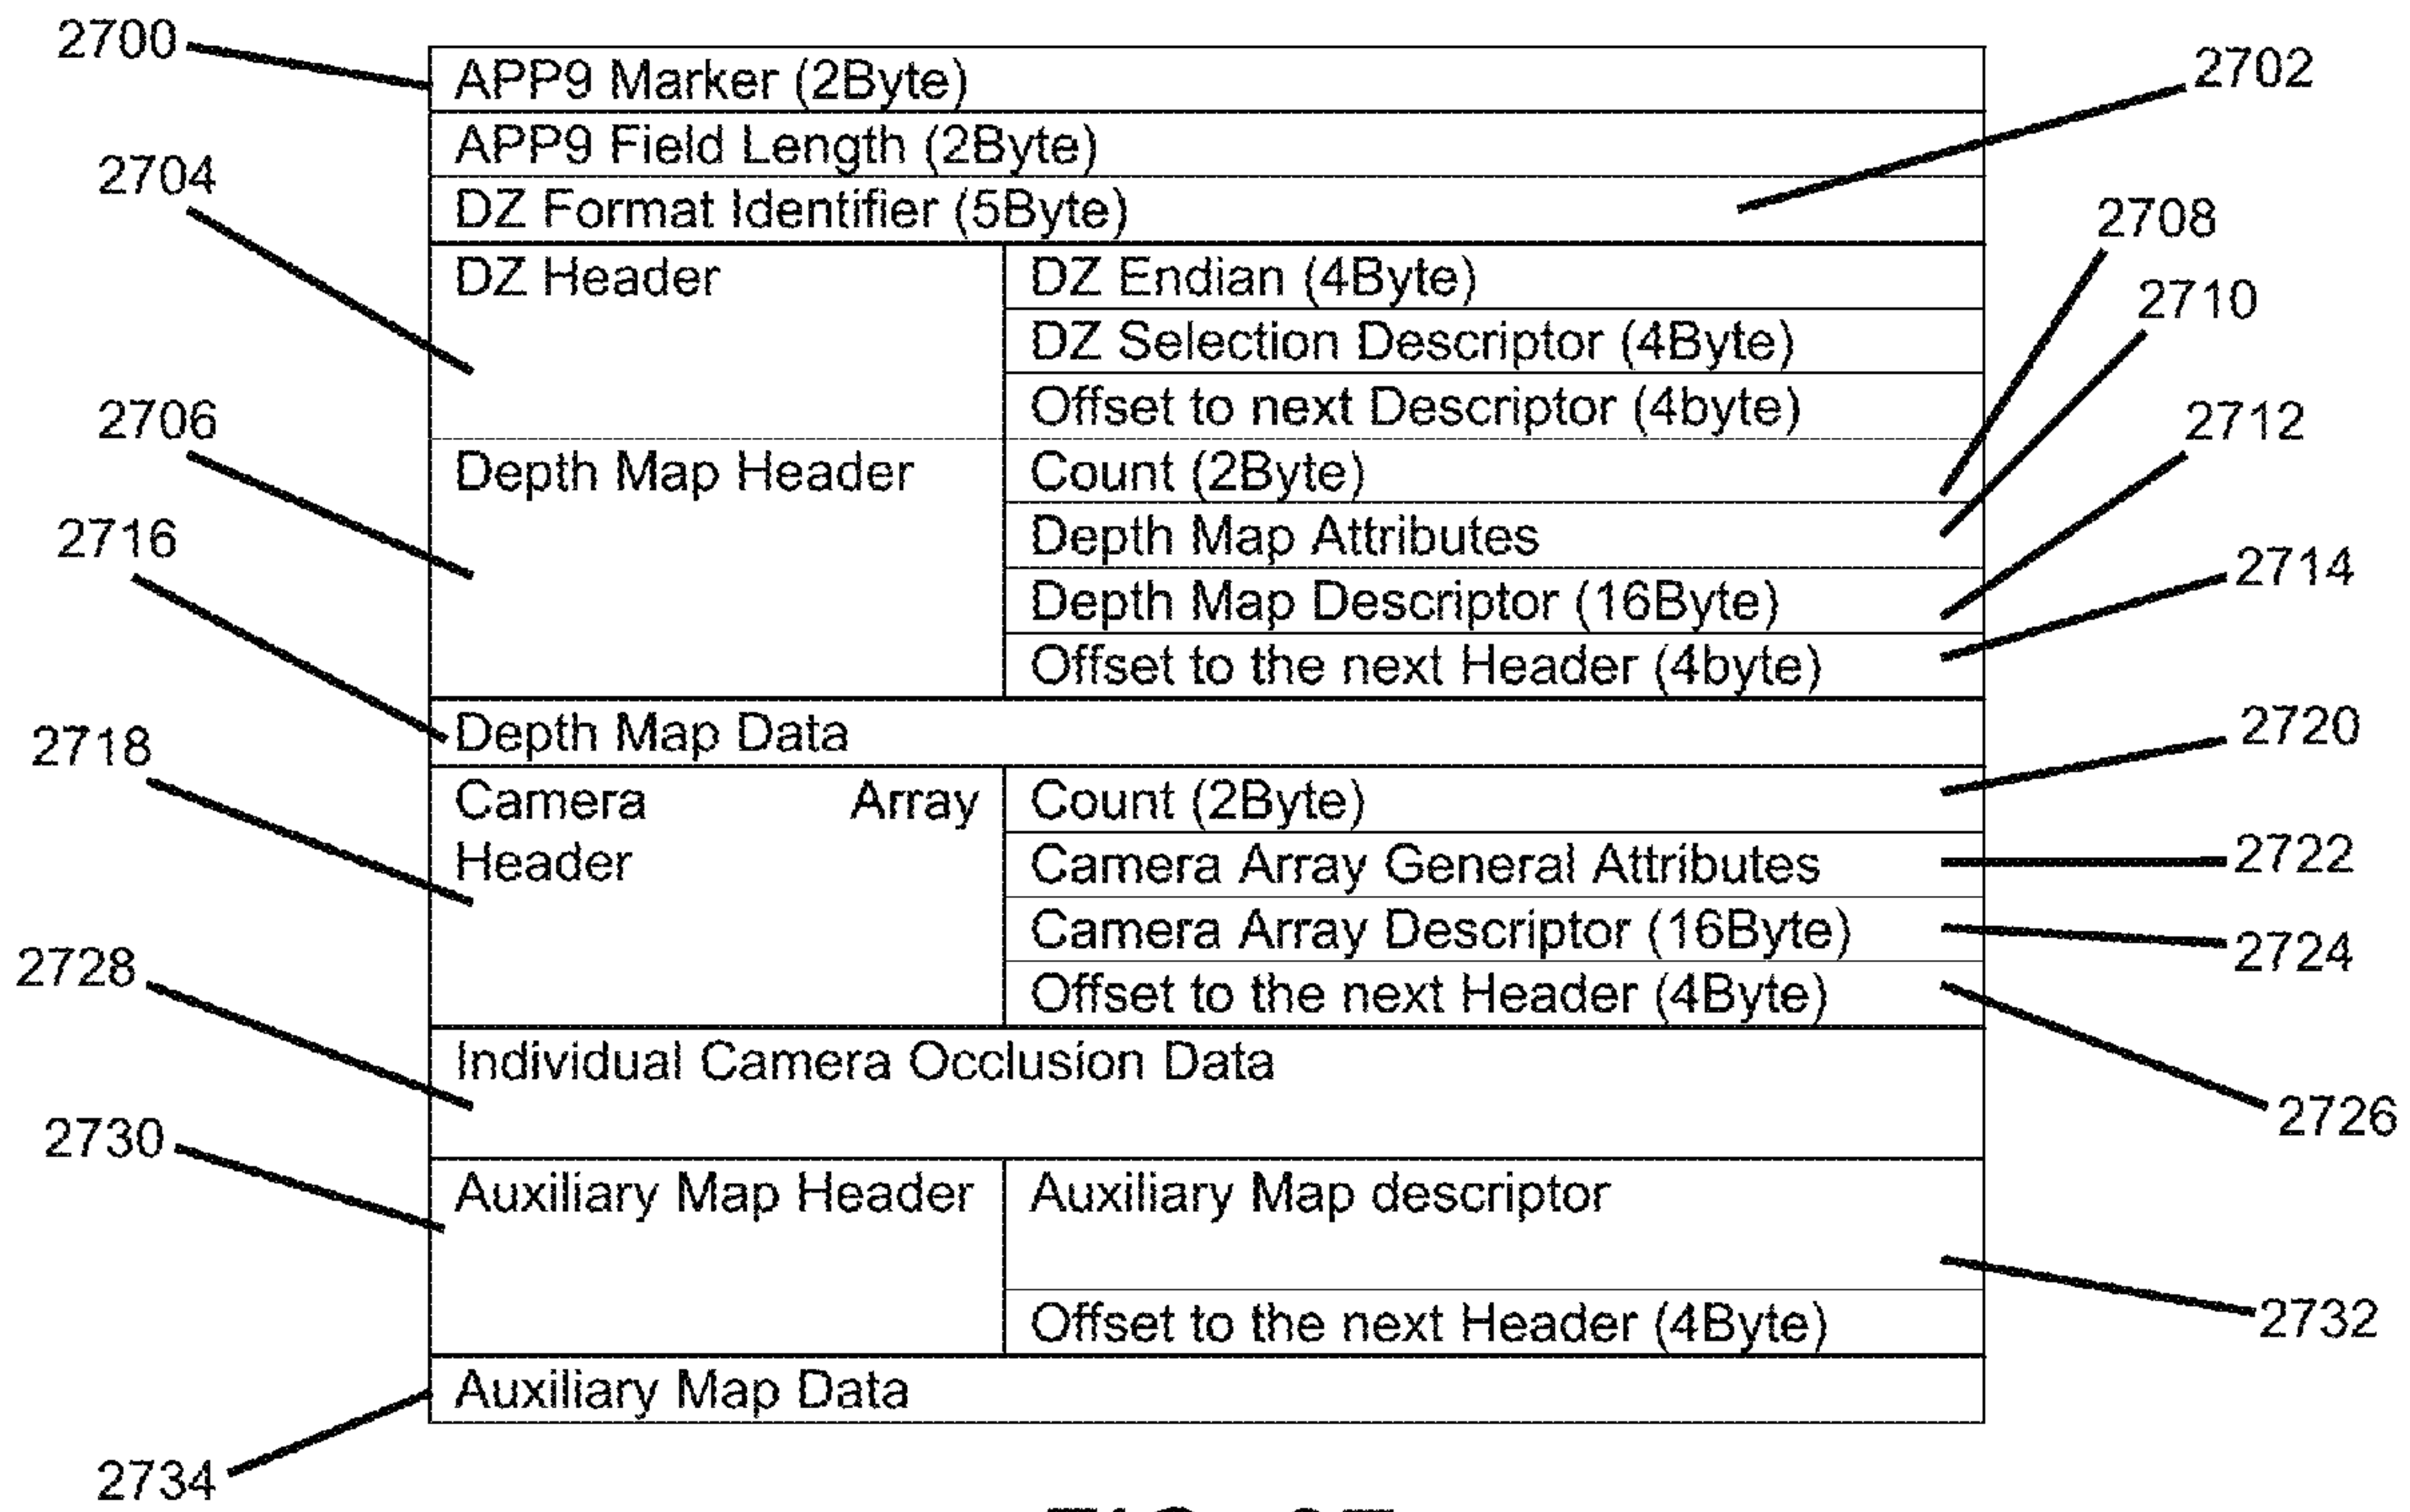 2700
APP9 Marker (2Byte)
2702
APP9 Field Length (2Byte)
2704
DZ Format Identifier (5Byte)
2708
DZ Header
DZ Endian (4Byte)
2710
DZ Selection Descriptor (4Byte)
Offset to next Descriptor (4byte)
2706
2712
Depth Map Header
Count (2Byte)
2716
Depth Map Attributes
2714
Depth Map Descriptor (16Byte)
Offset to the next Header (4byte)
2718
Depth Map Data
2720
Camera Array
Header
Count (2Byte)
Camera Array General Attributes
2722
Camera Array Descriptor (16Byte)
2724
2728
Offset to the next Header (4Byte)
Individual Camera Occlusion Data
2726
2730
Auxiliary Map Header
Auxiliary Map descriptor
Offset to the next Header (4Byte)
2732
Auxiliary Map Data
2734